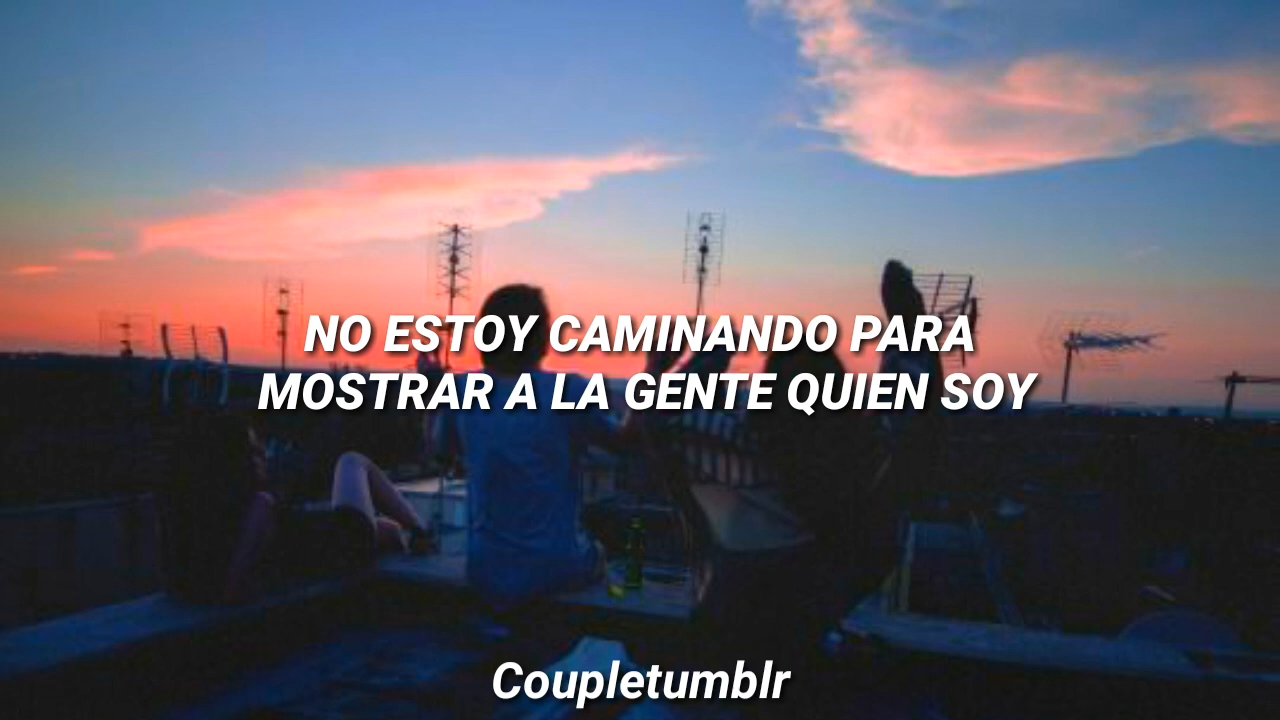 NO ESTOY CAMINANDO PARA
MOSTRAR A LA GENTE QUIEN SOY
Coupletumblr